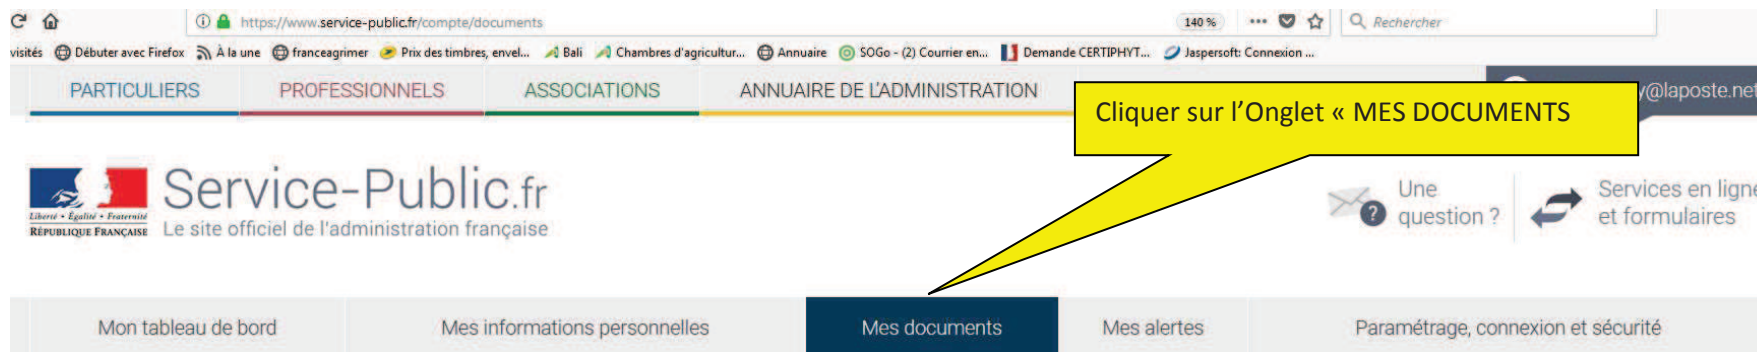 https://www.service-public.fr/compte/documents 140 % Rechercher
visités Débuter avec Firefox À la une franceagrimer Prix des timbres, envel... Bali Chambres d'agricultur... Annuaire SOGo - (2) Courrier en... Demande CERTIPHYT... Jaspersoft: Connexion ...
PARTICULIERS PROFESSIONNELS ASSOCIATIONS ANNUAIRE DE L'ADMINISTRATION y@laposte.net
Cliquer sur l'Onglet « MES DOCUMENTS
Service-Public.fr
Liberté • Égalité • Fraternité
RÉPUBLIQUE FRANÇAISE
Le site officiel de l'administration française
Une
question ?
Services en ligne
et formulaires
Mon tableau de bord Mes informations personnelles Mes documents Mes alertes Paramétrage, connexion et sécurité